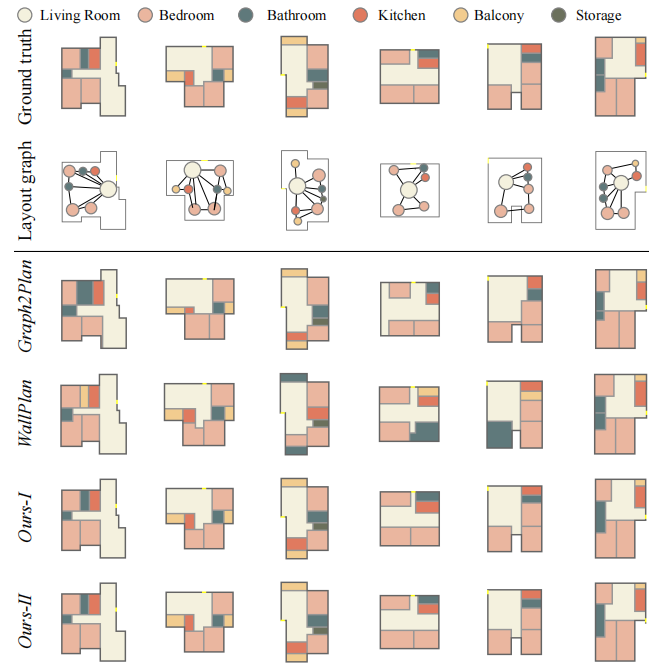 Living Room Bedroom Bathroom Kitchen Balcony Storage
Ground truth
Layout graph
Graph2Plan
WallPlan
Ours-I
Ours-II